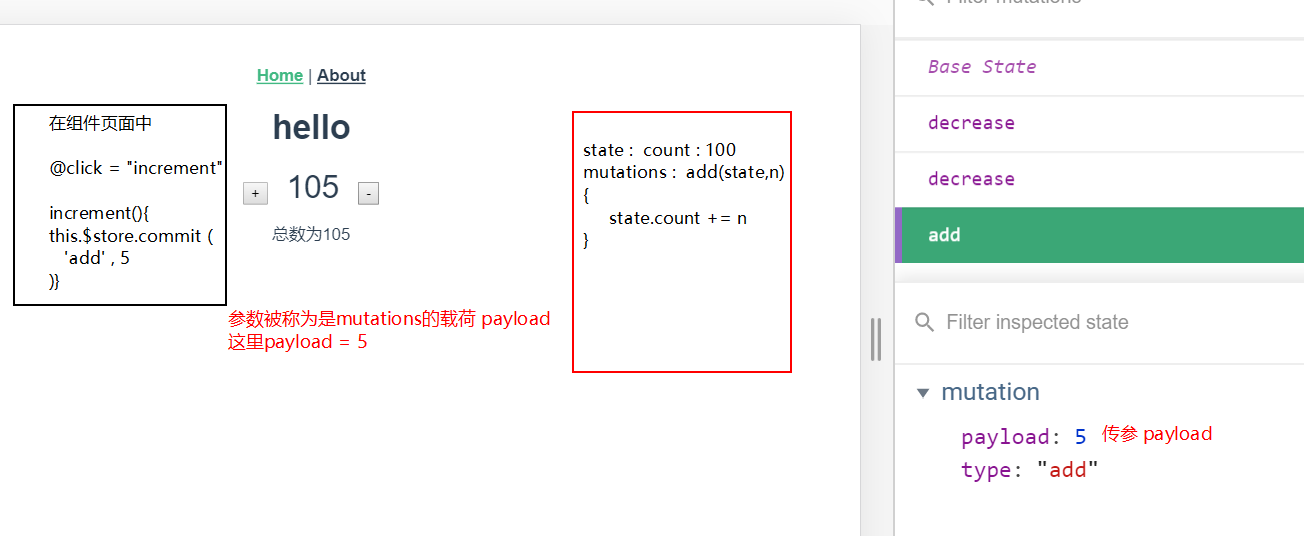 Filter mutations
Base State
decrease
decrease
add
Filter inspected state
mutation
payload: 5 传参 payload
type: "add"
Home | About
hello
+ 105 -
总数为105
在组件页面中
@click = "increment"
increment(){
this.$store.commit (
'add' , 5
)}
参数被称为是mutations的载荷 payload
这里payload = 5
state : count : 100
mutations : add(state,n)
{
state.count += n
}